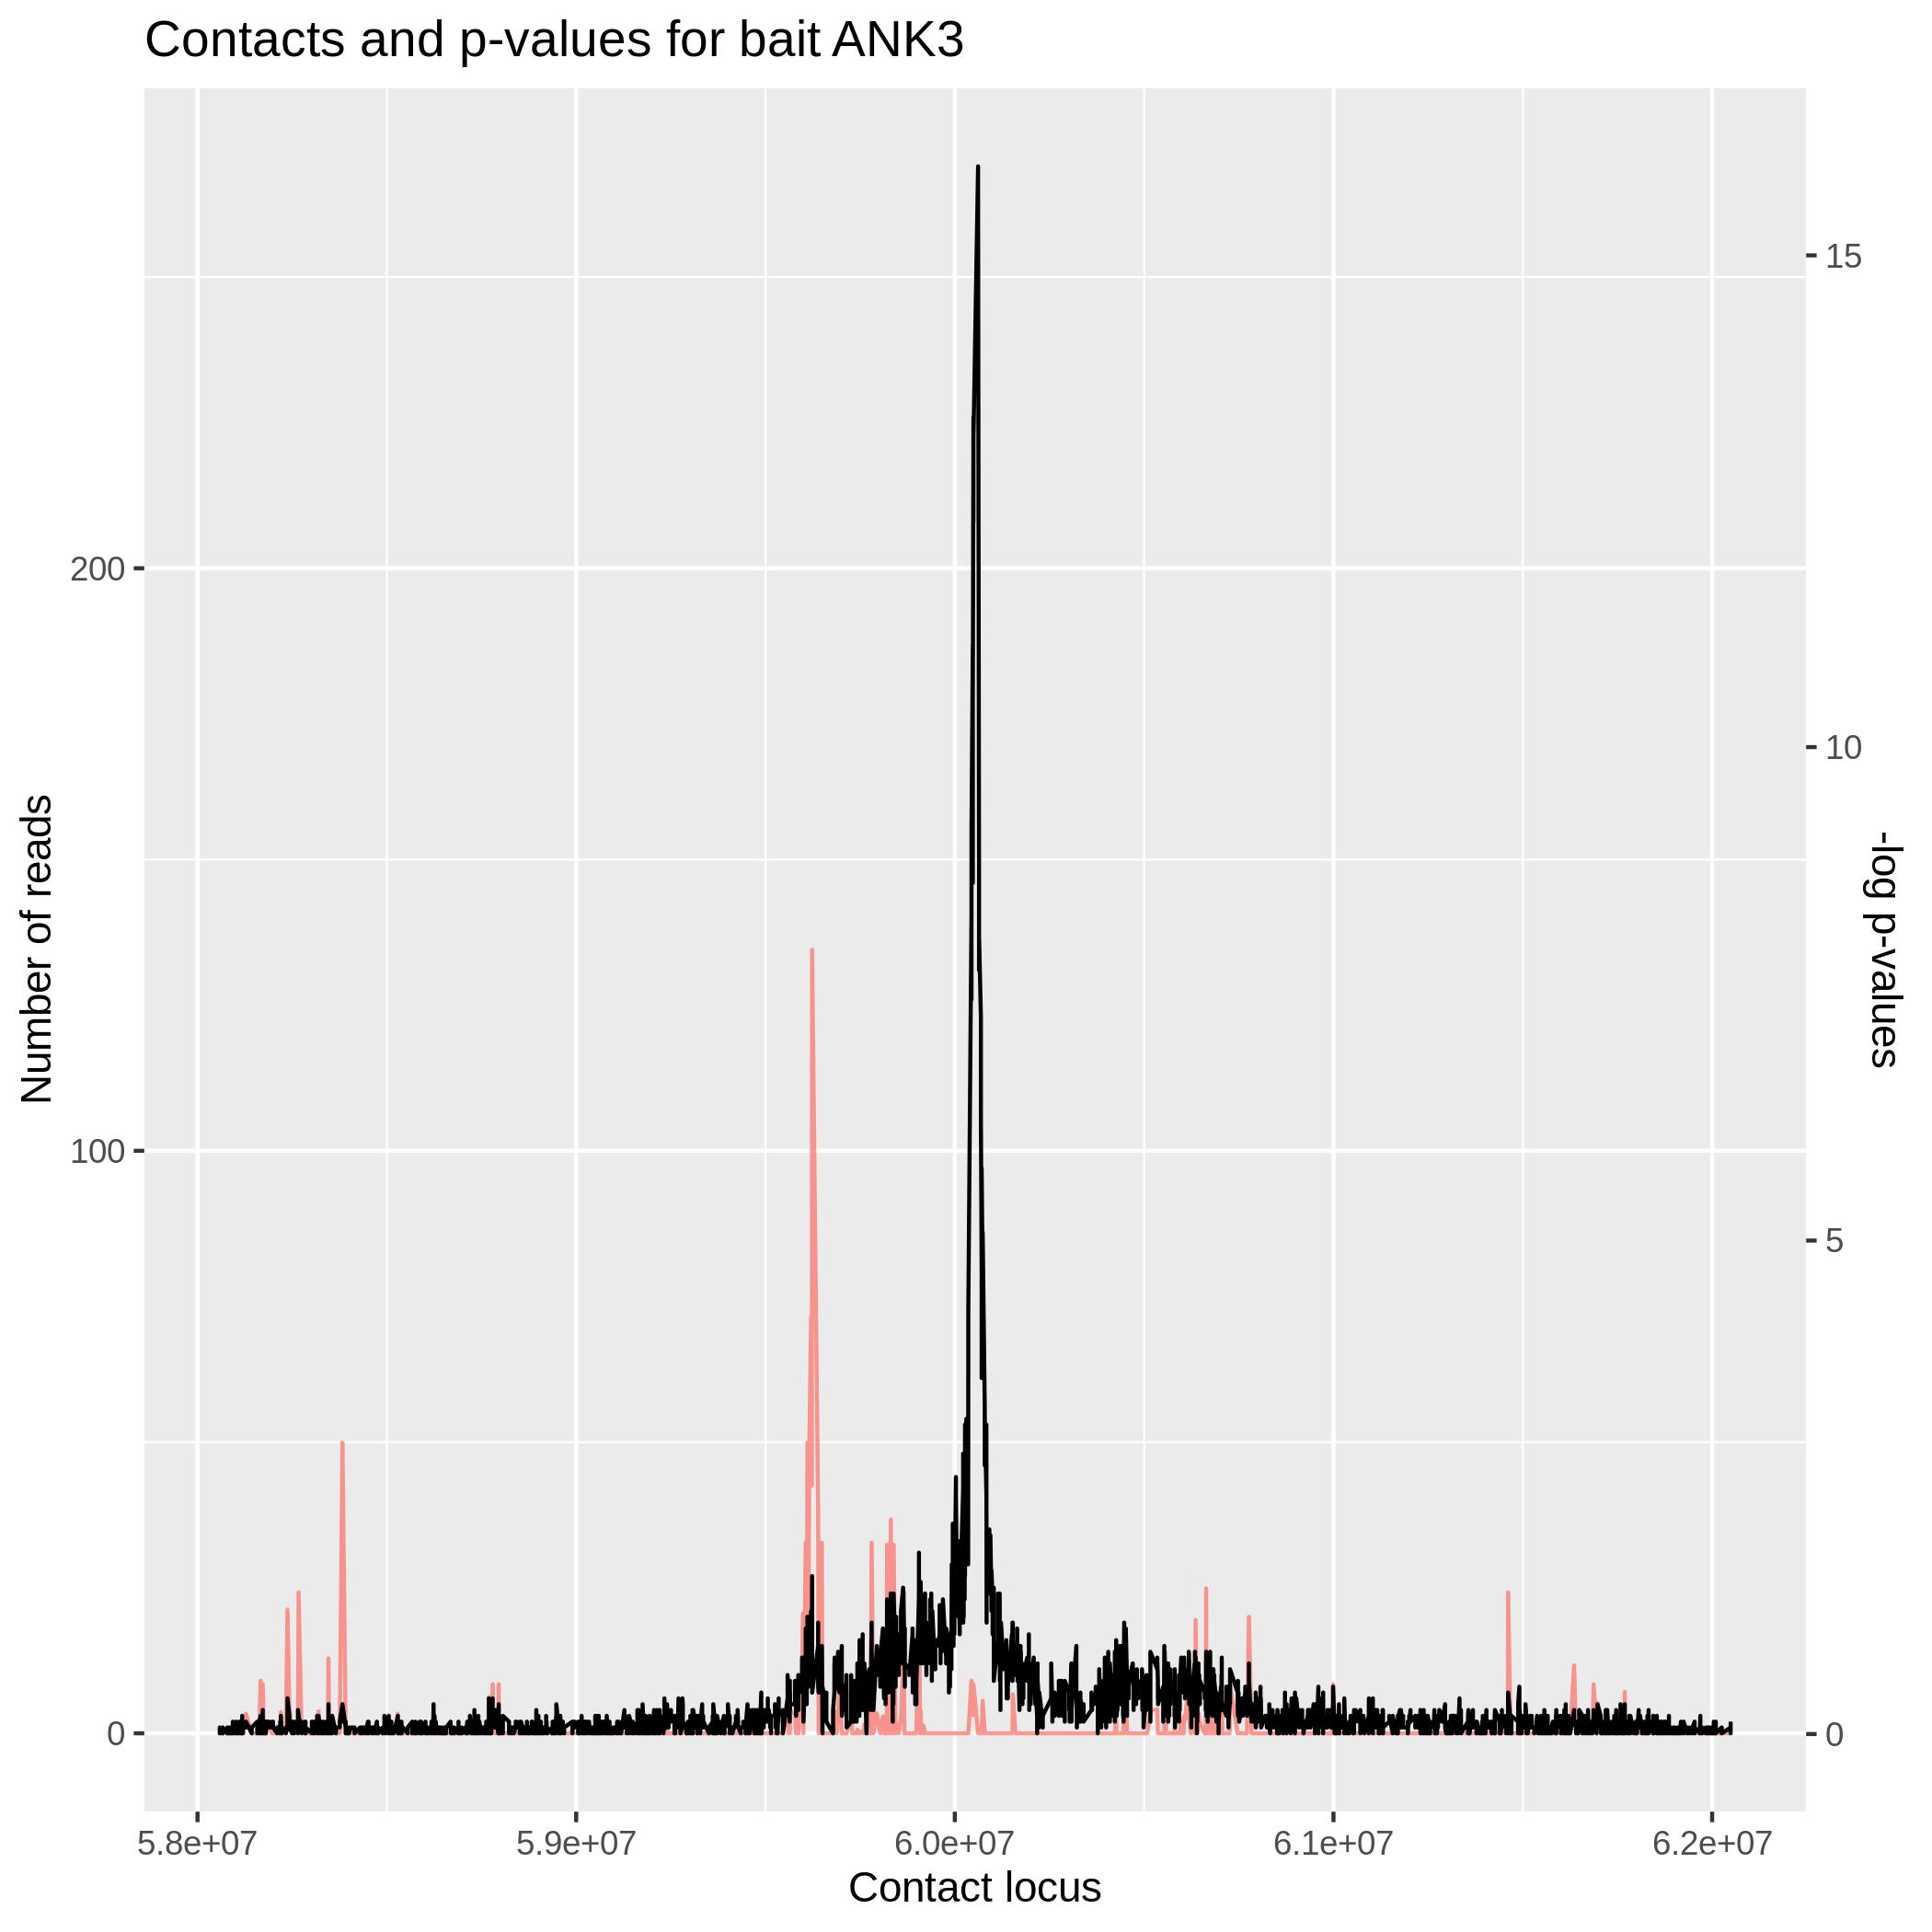 Contacts and p-values for bait ANK3
Number of reads
200
100
0
15
10
5
0
-log p-values
5.8e+07 5.9e+07 6.0e+07 6.1e+07 6.2e+07
Contact locus